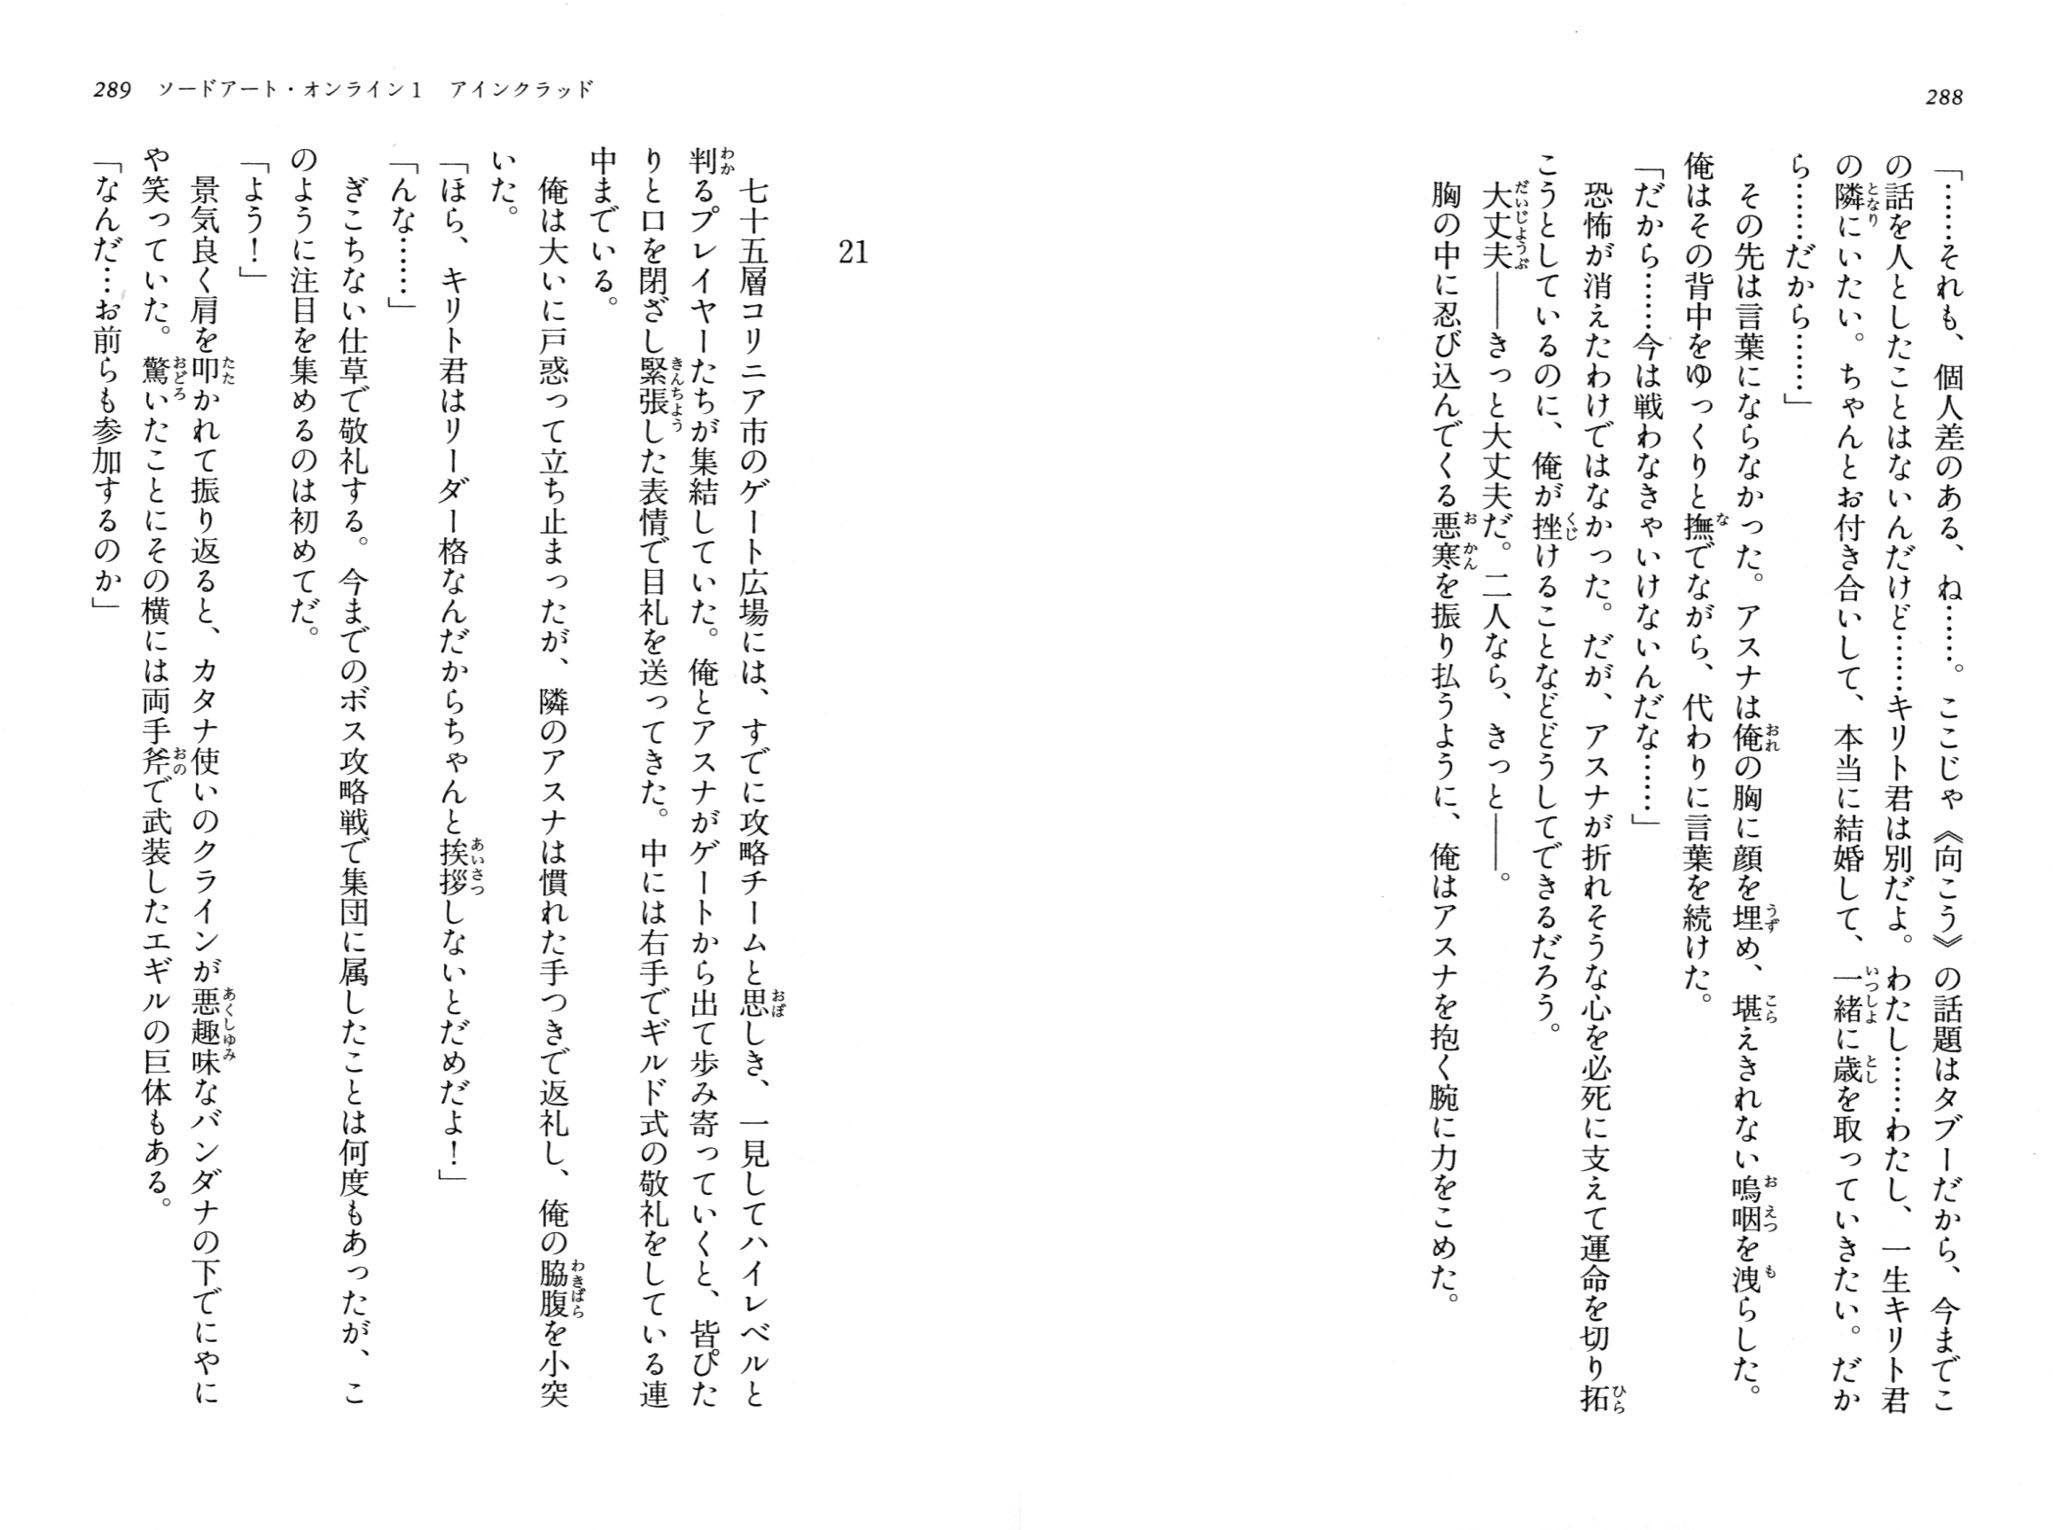 288
「……それも、個人差のある、ね……。ここじゃ《向こう》の話題はタブーだから、今までこ
の話を人としたことはないんだけど……キリト君は別だよ。わたし……わたし、一生キリト君
の隣にいたい。ちゃんとお付き合いして、本当に結婚して、一緒に歳を取っていきたい。だか
ら……だから……」
その先は言葉にならなかった。アスナは俺の胸に顔を埋め、堪えきれない嗚咽を洩らした。
俺はその背中をゆっくりと撫でながら、代わりに言葉を続けた。
「だから……今は戦わなきゃいけないんだな……」
恐怖が消えたわけではなかった。だが、アスナが折れそうな心を必死に支えて運命を切り拓
こうとしているのに、俺が挫けることなどどうしてできるだろう。
大丈夫――きっと大丈夫だ。二人なら、きっと――。
胸の中に忍び込んでくる悪寒を振り払うように、俺はアスナを抱く腕に力をこめた。
289 ソードアート・オンライン1 アインクラッド
21
七十五層コリニア市のゲート広場には、すでに攻略チームと思しき、一見してハイレベルと
判るプレイヤーたちが集結していた。俺とアスナがゲートから出て歩み寄っていくと、皆ぴた
りと口を閉ざし緊張した表情で目礼を送ってきた。中には右手でギルド式の敬礼をしている連
中までいる。
俺は大いに戸惑って立ち止まったが、隣のアスナは慣れた手つきで返礼し、俺の脇腹を小突
いた。
「ほら、キリト君はリーダー格なんだからちゃんと挨拶しないとだめだよ！」
「んな……」
ぎこちない仕草で敬礼する。今までのボス攻略戦で集団に属したことは何度もあったが、こ
のように注目を集めるのは初めてだ。
「よう！」
景気良く肩を叩かれて振り返ると、カタナ使いのクラインが悪趣味なバンダナの下でにやに
や笑っていた。驚いたことにその横には両手斧で武装したエギルの巨体もある。
「なんだ…お前らも参加するのか」